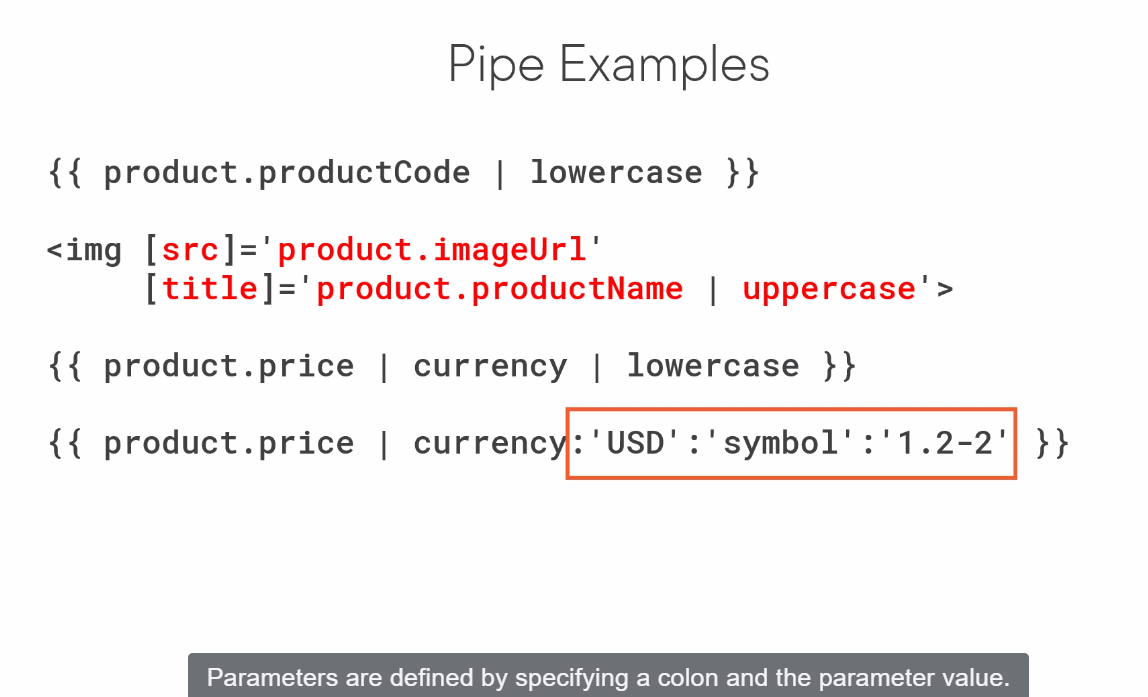 Pipe Examples
{{ product.productCode | lowercase }}
<img [src]='product.imageUrl'
[title]='product.productName | uppercase'>
{{ product.price | currency | lowercase }}
{{ product.price | currency:'USD':'symbol':'1.2-2' }}
Parameters are defined by specifying a colon and the parameter value.